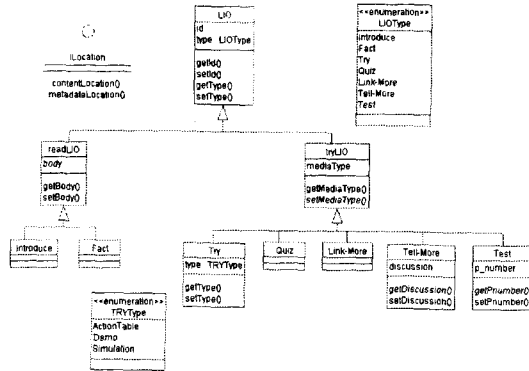 LIO
id
type LIOType
getId()
setId()
getType()
setType()
ILocation
contentLocation()
metadataLocation()
<<enumeration>>
LIOType
Introduce
Fact
Try
Quiz
Link-More
Tell-More
Test
readLIO
body
getBody()
setBody()
tryLIO
mediaType
getMediaType()
setMediaType()
Introduce
Fact
Try
type TRYType
getType()
setType()
Quiz
Link-More
Tell-More
discussion
getDiscussion()
setDiscussion()
Test
p_number
getPnumber()
setPnumber()
<<enumeration>>
TRYType
ActionTable
Simulation